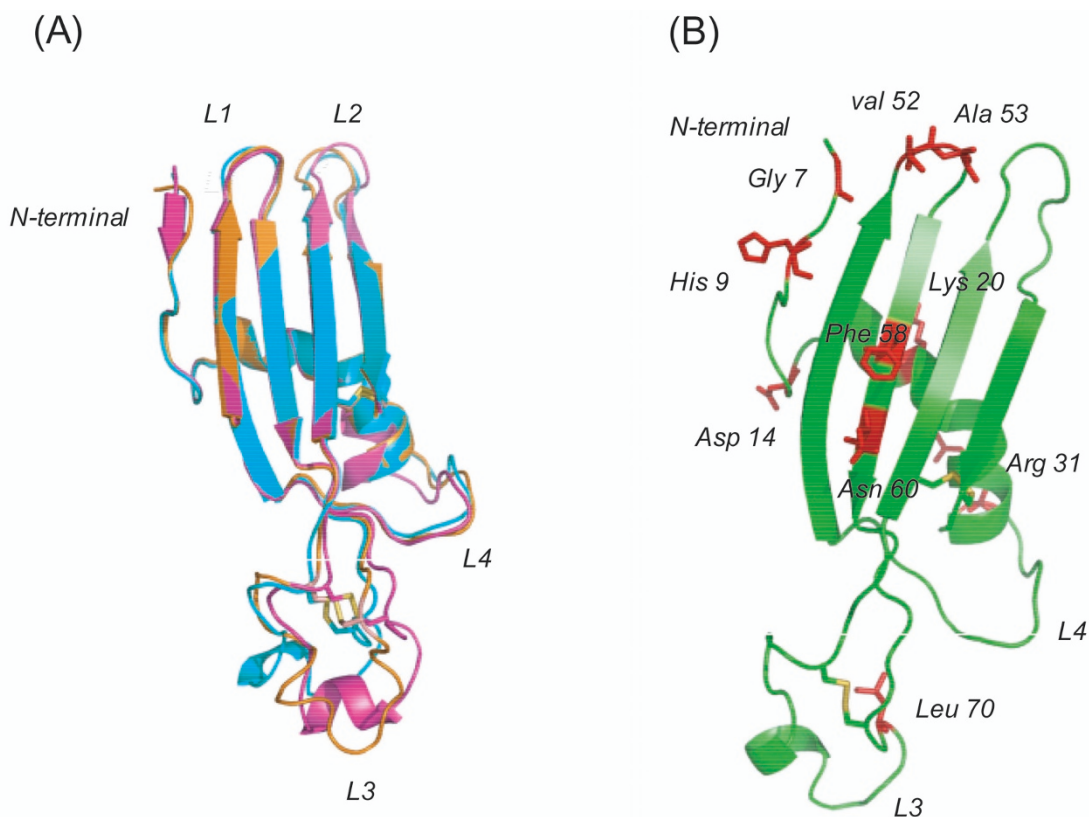 (A)
L1
L2
N-terminal
L4
L3
(B)
val 52
Ala 53
N-terminal
Gly 7
His 9
Lys 20
Phe 58
Asp 14
Arg 31
Asn 60
L4
Leu 70
L3